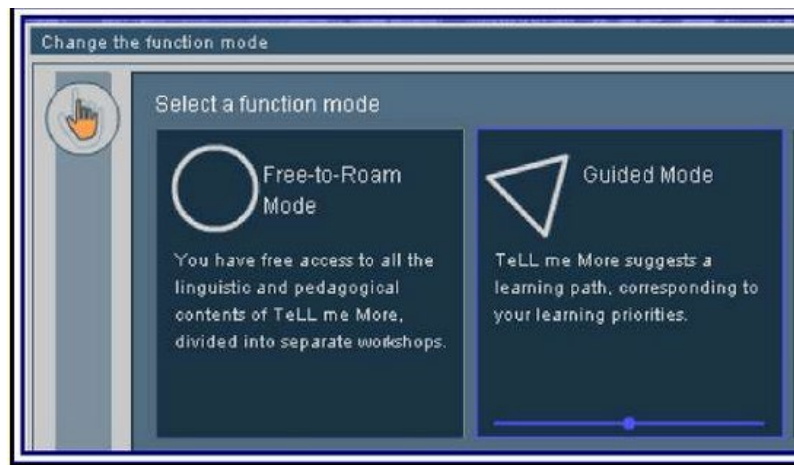 Change the function mode
Select a function mode
Free-to-Roam
Mode
You have free access to all the
linguistic and pedagogical
contents of TeLL me More,
divided into separate workshops.
Guided Mode
TeLL me More suggests a
learning path, corresponding to
your learning priorities.